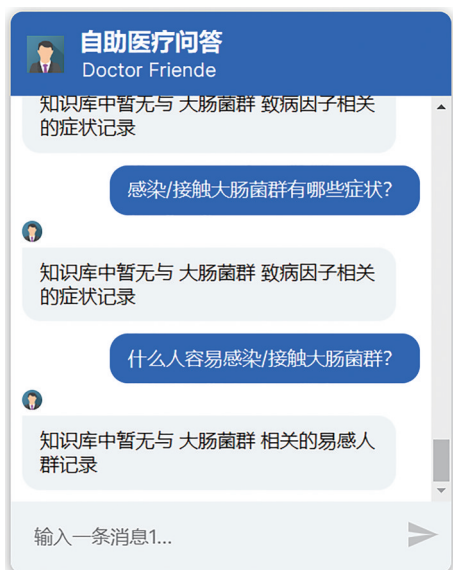 自助医疗问答
Doctor Friende
知识库中暂无与 大肠菌群 致病因子相关
的症状记录
感染/接触大肠菌群有哪些症状?
知识库中暂无与 大肠菌群 致病因子相关
的症状记录
什么人容易感染/接触大肠菌群?
知识库中暂无与 大肠菌群 相关的易感人
群记录
输入一条消息1...